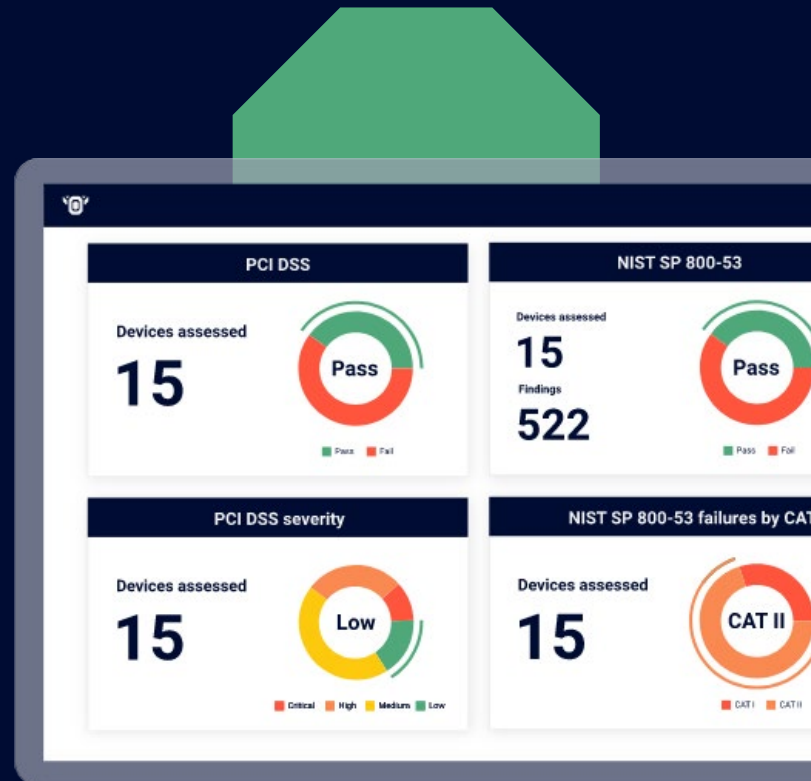 PCI DSS
Devices assessed
15
Pass
Pass Fail
NIST SP 800-53
Devices assessed
15
Findings
522
Pass
Pass Fail
PCI DSS severity
Devices assessed
15
Low
Critical High Medium Low
NIST SP 800-53 failures by CAT
Devices assessed
15
CAT II
CAT I CAT II